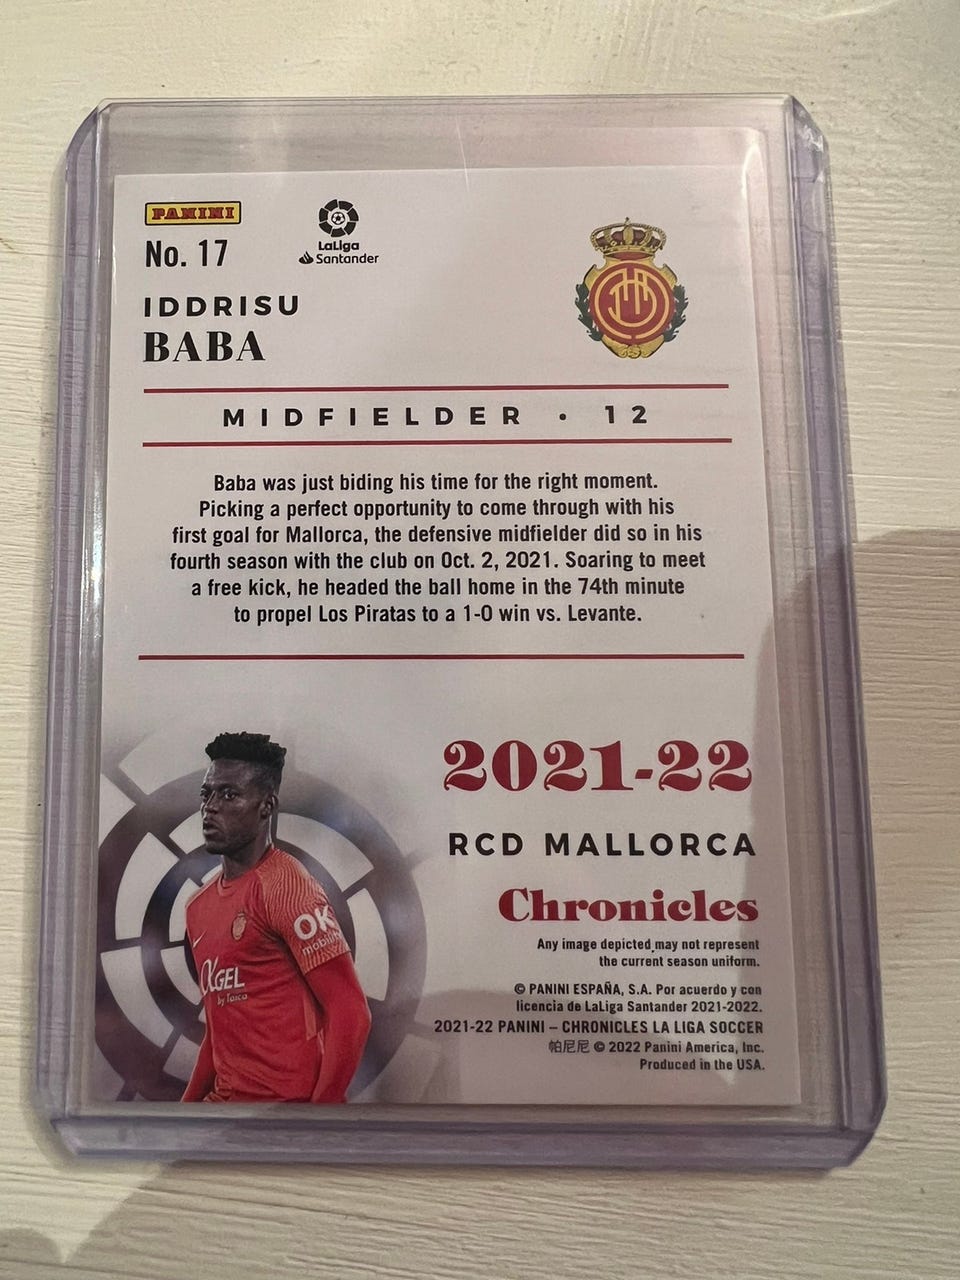 PANINI
No. 17
LaLiga
Santander
IDDRISU
BABA
MIDFIELDER • 12
Baba was just biding his time for the right moment.
Picking a perfect opportunity to come through with his
first goal for Mallorca, the defensive midfielder did so in his
fourth season with the club on Oct. 2, 2021. Soaring to meet
a free kick, he headed the ball home in the 74th minute
to propel Los Piratas to a 1-0 win vs. Levante.
2021-22
RCD MALLORCA
Chronicles
Any image depicted may not represent
the current season uniform.
© PANINI ESPAÑA, S.A. Por acuerdo y con
licencia de LaLiga Santander 2021-2022.
2021-22 PANINI – CHRONICLES LA LIGA SOCCER
帕尼尼 © 2022 Panini America, Inc.
Produced in the USA.
OK
mobility
αGEL
by Taica